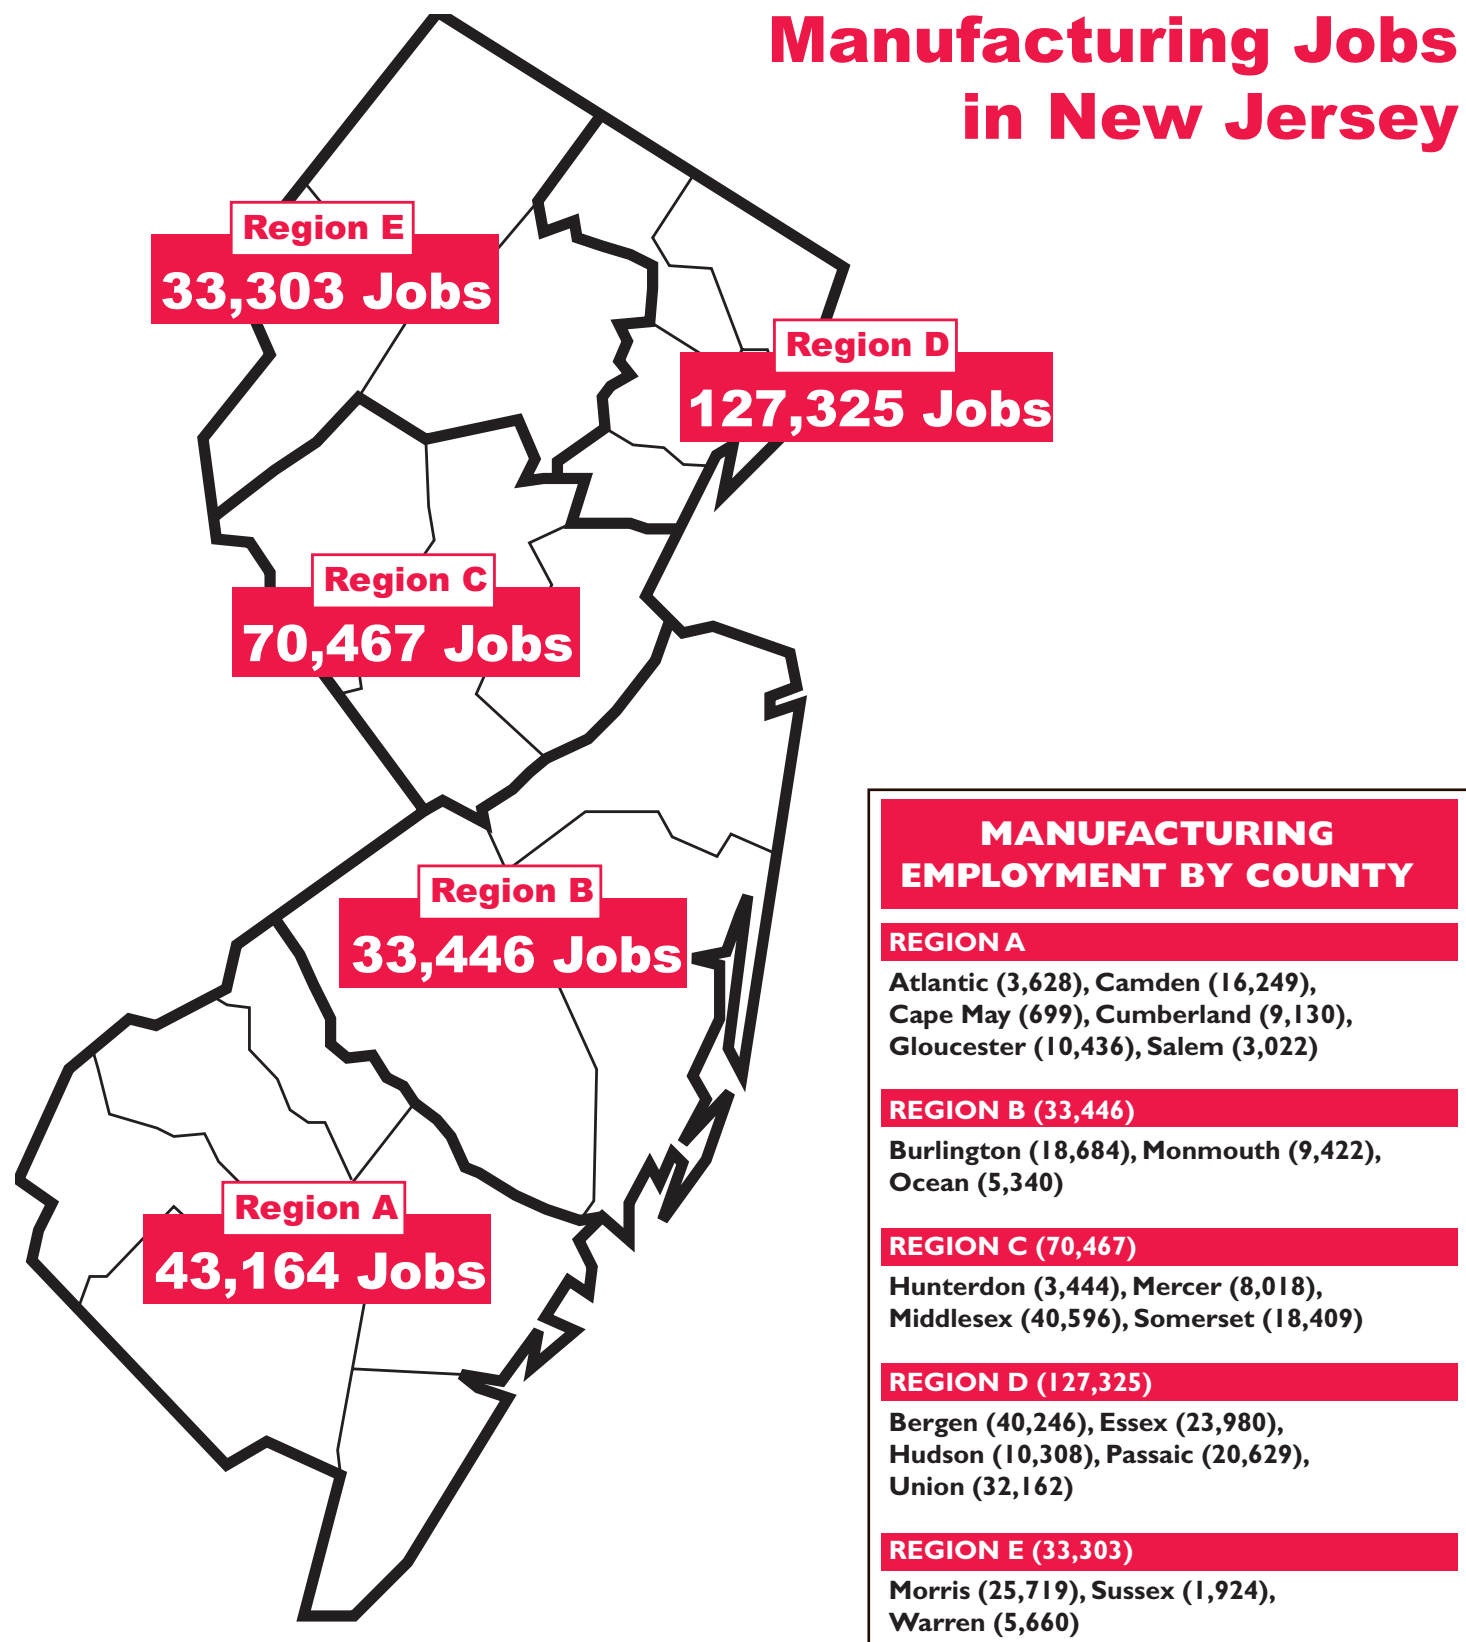 Manufacturing Jobs
in New Jersey
Region E
33,303 Jobs
Region D
127,325 Jobs
Region C
70,467 Jobs
Region B
33,446 Jobs
Region A
43,164 Jobs
MANUFACTURING
EMPLOYMENT BY COUNTY
REGION A
Atlantic (3,628), Camden (16,249),
Cape May (699), Cumberland (9,130),
Gloucester (10,436), Salem (3,022)
REGION B (33,446)
Burlington (18,684), Monmouth (9,422),
Ocean (5,340)
REGION C (70,467)
Hunterdon (3,444), Mercer (8,018),
Middlesex (40,596), Somerset (18,409)
REGION D (127,325)
Bergen (40,246), Essex (23,980),
Hudson (10,308), Passaic (20,629),
Union (32,162)
REGION E (33,303)
Morris (25,719), Sussex (1,924),
Warren (5,660)